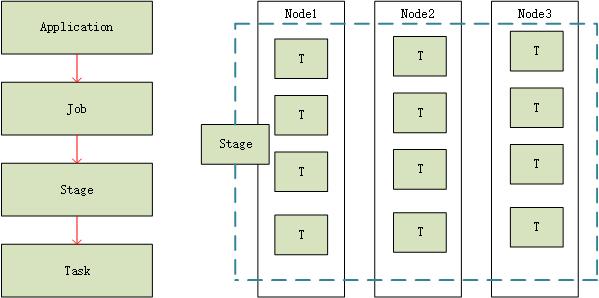 Application
Job
Stage
Task
Node1 Node2 Node3
T T T
T T T
Stage
T T T
T T T